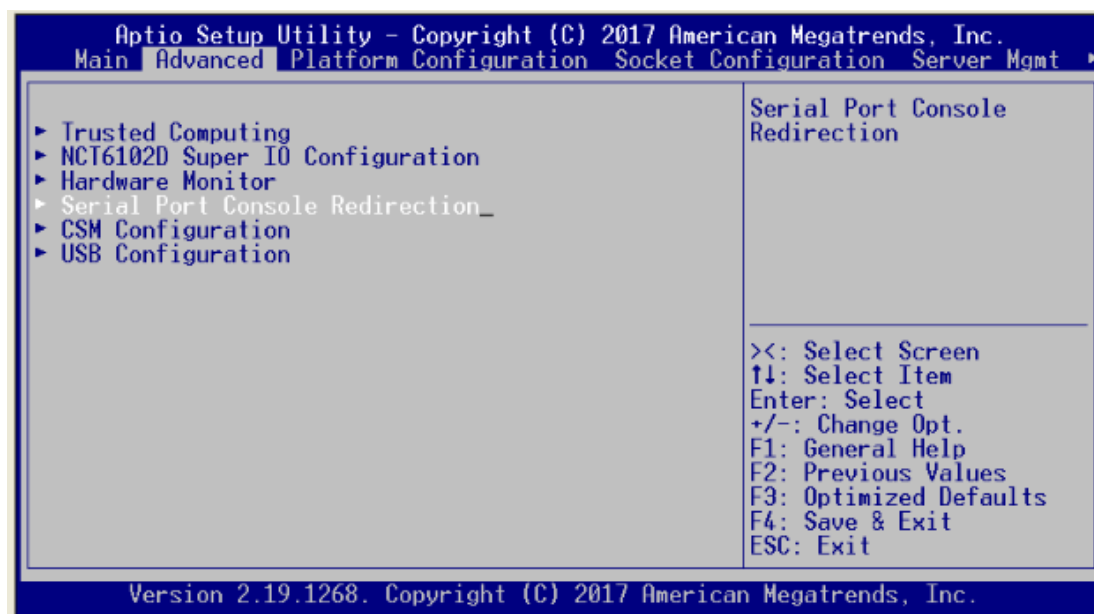 Aptio Setup Utility – Copyright (C) 2017 American Megatrends, Inc.
Main Advanced Platform Configuration Socket Configuration Server Mgmt ►
► Trusted Computing
► NCT6102D Super IO Configuration
► Hardware Monitor
► Serial Port Console Redirection_
► CSM Configuration
► USB Configuration
Serial Port Console
Redirection
><: Select Screen
↑↓: Select Item
Enter: Select
+/-: Change Opt.
F1: General Help
F2: Previous Values
F3: Optimized Defaults
F4: Save & Exit
ESC: Exit
Version 2.19.1268. Copyright (C) 2017 American Megatrends, Inc.